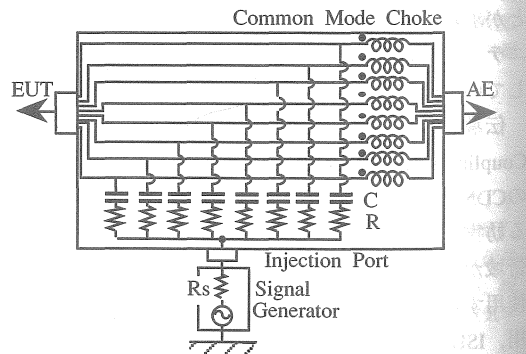 Common Mode Choke
EUT
AE
C
R
Injection Port
Rs
Signal
Generator